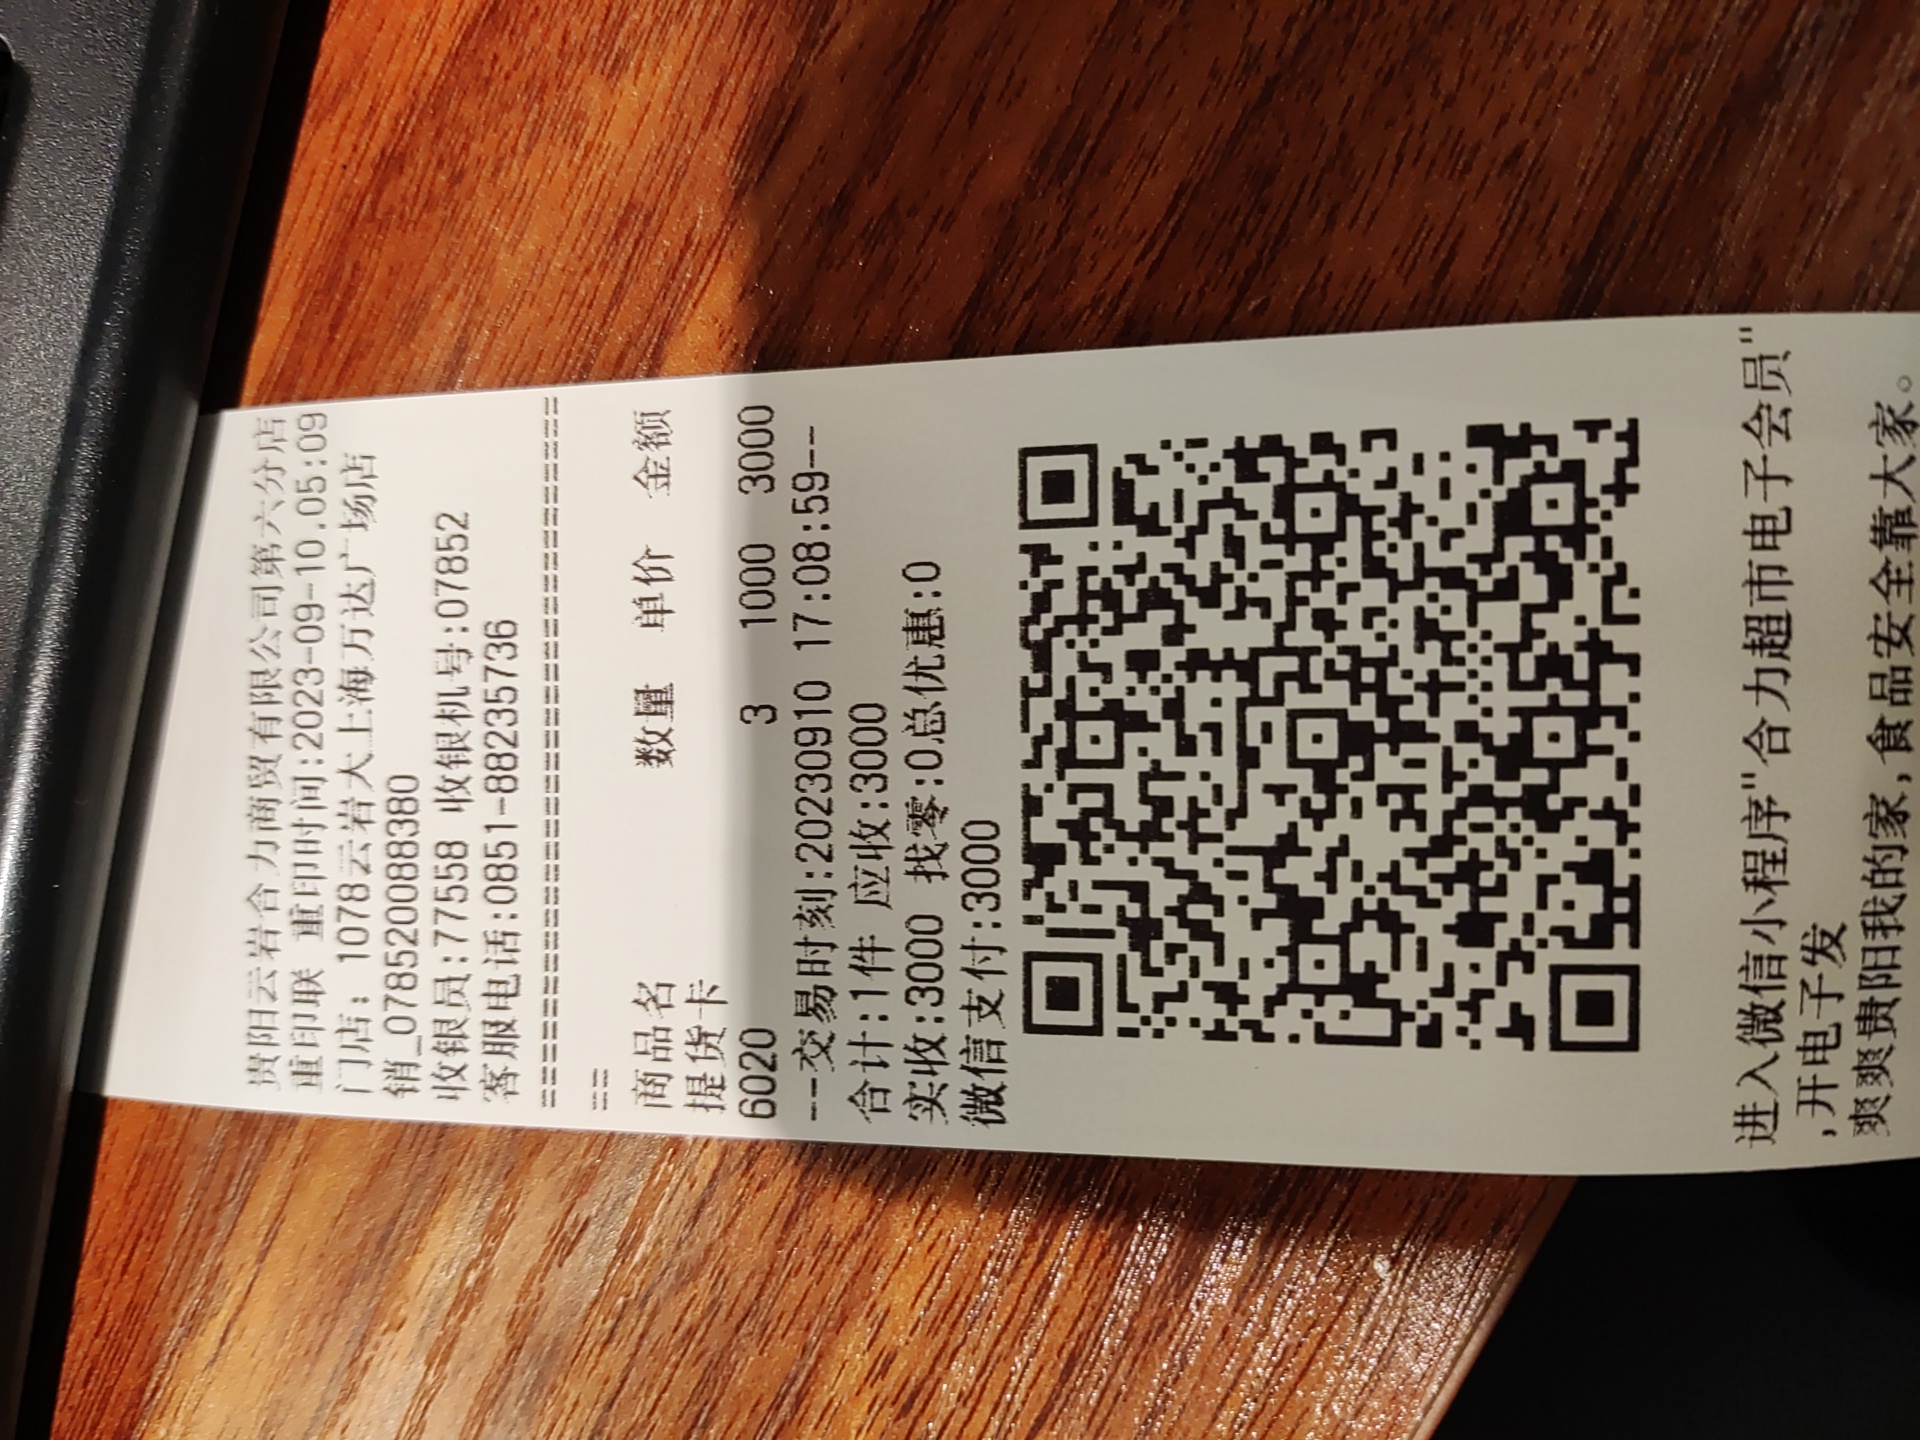 贵阳云岩合力商贸有限公司第六分店
重印联 重印时间:2023-09-10.05:09
门店: 1078云岩大上海万达广场店
销_078520088380
收银员:77558 收银机号:07852
客服电话:0851-88235736
商品名 数量 单价 金额
提货卡
6020 3 1000 3000
--交易时刻:20230910 17:08:59--
合计:1件 应收:3000
实收:3000 找零:0总优惠:0
微信支付:3000
进入微信小程序"合力超市电子会员"
,开电子发
爽爽贵阳我的家,食品安全靠大家。